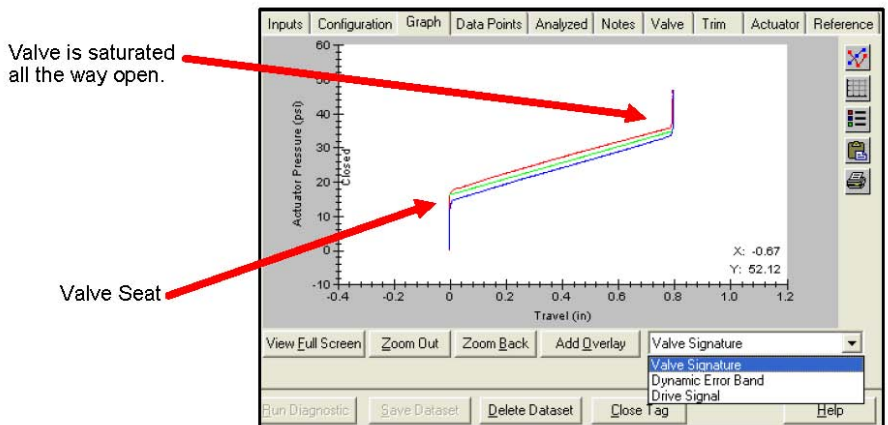 Inputs Configuration Graph Data Points Analyzed Notes Valve Trim Actuator Reference
Valve is saturated
all the way open.
Valve Seat
Actuator Pressure (psi)
60
50
40
30
20
10
0
-10
Closed
X: -0.67
Y: 52.12
-0.4 -0.2 0 0.2 0.4 0.6 0.8 1.0 1.2
Travel (in)
View Full Screen Zoom Out Zoom Back Add Overlay Valve Signature
Valve Signature
Dynamic Error Band
Drive Signal
Run Diagnostic Save Dataset Delete Dataset Close Tag Help